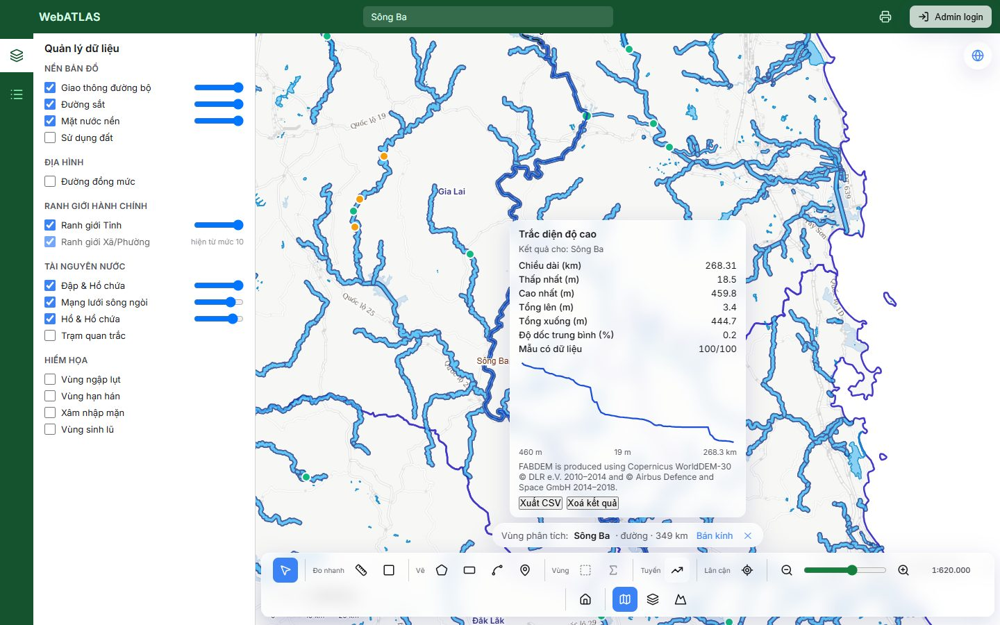 WebATLAS
Sông Ba
Admin login
Quản lý dữ liệu
NỀN BẢN ĐỒ
Giao thông đường bộ
Đường sắt
Mặt nước nền
Sử dụng đất
ĐỊA HÌNH
Đường đồng mức
RANH GIỚI HÀNH CHÍNH
Ranh giới Tỉnh
Ranh giới Xã/Phường hiện từ mức 10
TÀI NGUYÊN NƯỚC
Đập & Hồ chứa
Mạng lưới sông ngòi
Hồ & Hồ chứa
Trạm quan trắc
HIỂM HỌA
Vùng ngập lụt
Vùng hạn hán
Xâm nhập mặn
Vùng sinh lũ
Quốc lộ 19
Gia Lai
Quốc lộ 25
Sông Ba
Quốc lộ 1D
Trắc diện độ cao
Kết quả cho: Sông Ba
Chiều dài (km) 268.31
Thấp nhất (m) 18.5
Cao nhất (m) 459.8
Tổng lên (m) 3.4
Tổng xuống (m) 444.7
Độ dốc trung bình (%) 0.2
Mẫu có dữ liệu 100/100
460 m 19 m 268.3 km
FABDEM is produced using Copernicus WorldDEM-30
© DLR e.V. 2010–2014 and © Airbus Defence and
Space GmbH 2014–2018.
Xuất CSV Xoá kết quả
Vùng phân tích: Sông Ba · đường · 349 km Bán kính
Đo nhanh Vẽ Vùng Tuyến Lân cận 1:620.000
Đắk Lắk